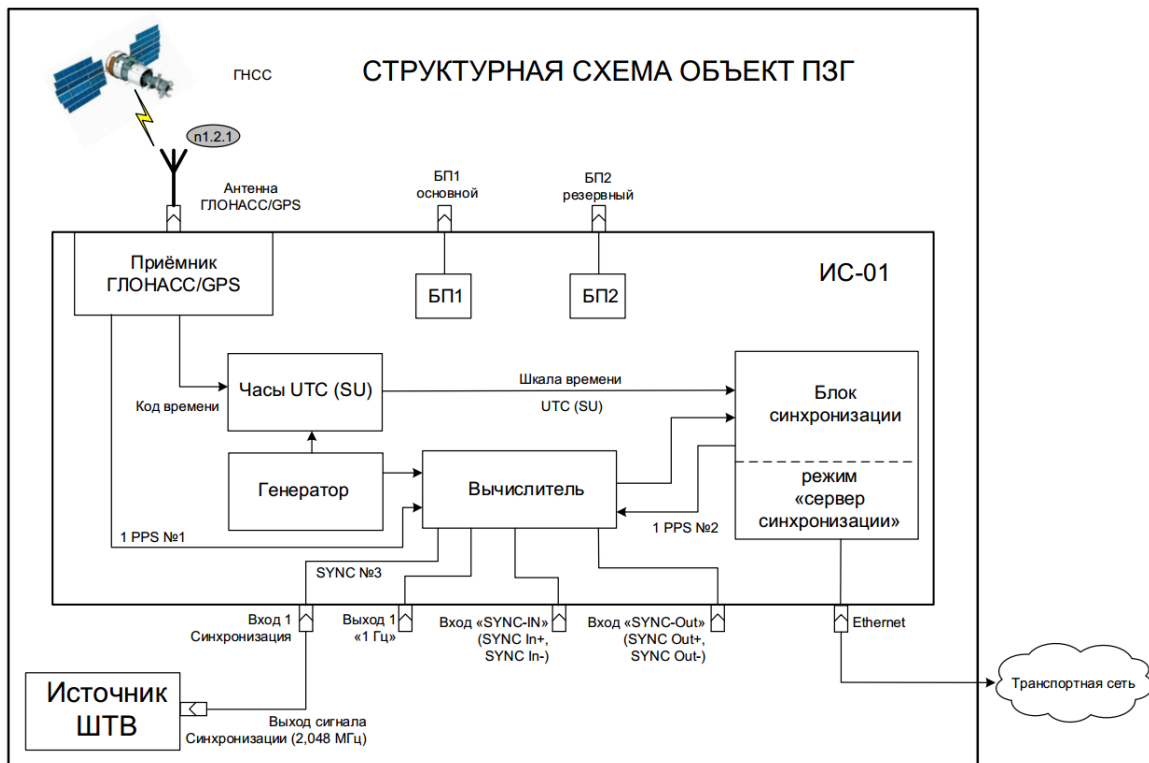 ГНСС
СТРУКТУРНАЯ СХЕМА ОБЪЕКТ ПЗГ
n1.2.1
Антенна
ГЛОНАСС/GPS
БП1
основной
БП2
резервный
Приёмник
ГЛОНАСС/GPS
БП1
БП2
ИС-01
Часы UTC (SU)
Код времени
Шкала времени
UTC (SU)
Блок
синхронизации
Генератор
Вычислитель
режим
«сервер
синхронизации»
1 PPS №1
1 PPS №2
SYNC №3
Вход 1
Синхронизация
Выход 1
«1 Гц»
Вход «SYNC-IN»
(SYNC In+,
SYNC In-)
Вход «SYNC-Out»
(SYNC Out+,
SYNC Out-)
Ethernet
Источник
ШТВ
Выход сигнала
Синхронизации (2,048 МГц)
Транспортная сеть